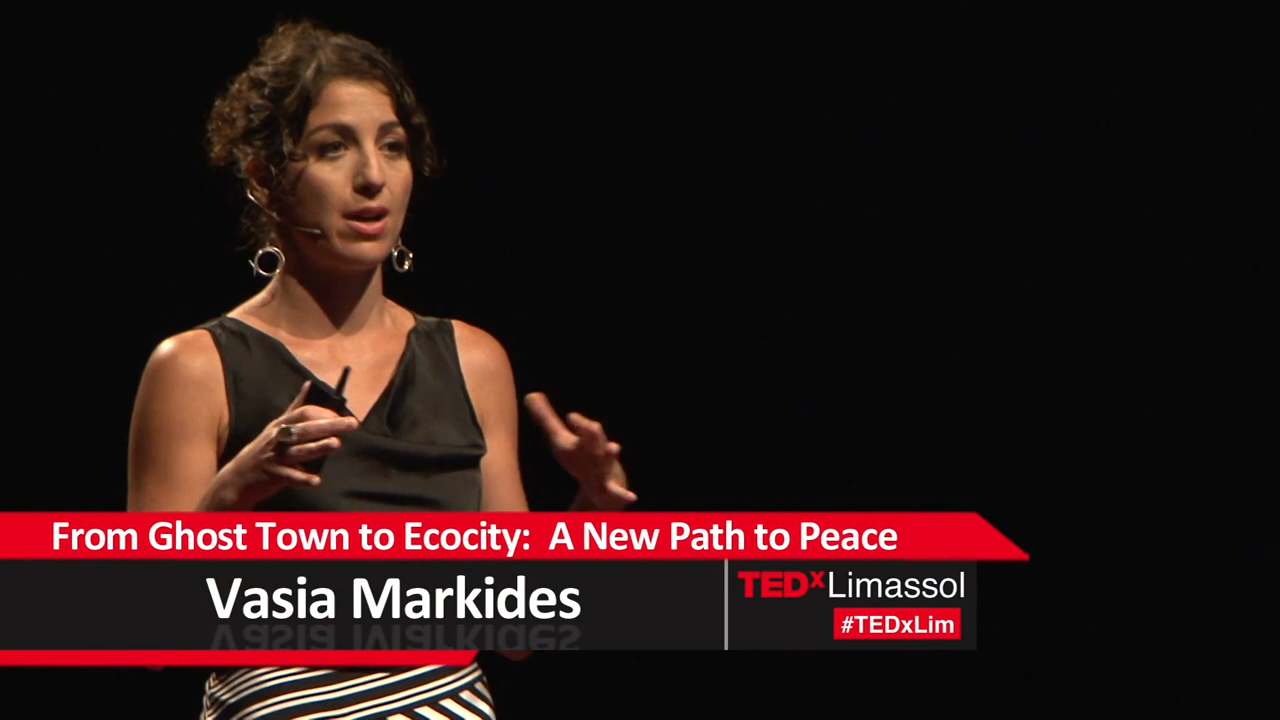 From Ghost Town to Ecocity: A New Path to Peace
Vasia Markides
TEDxLimassol
#TEDxLim